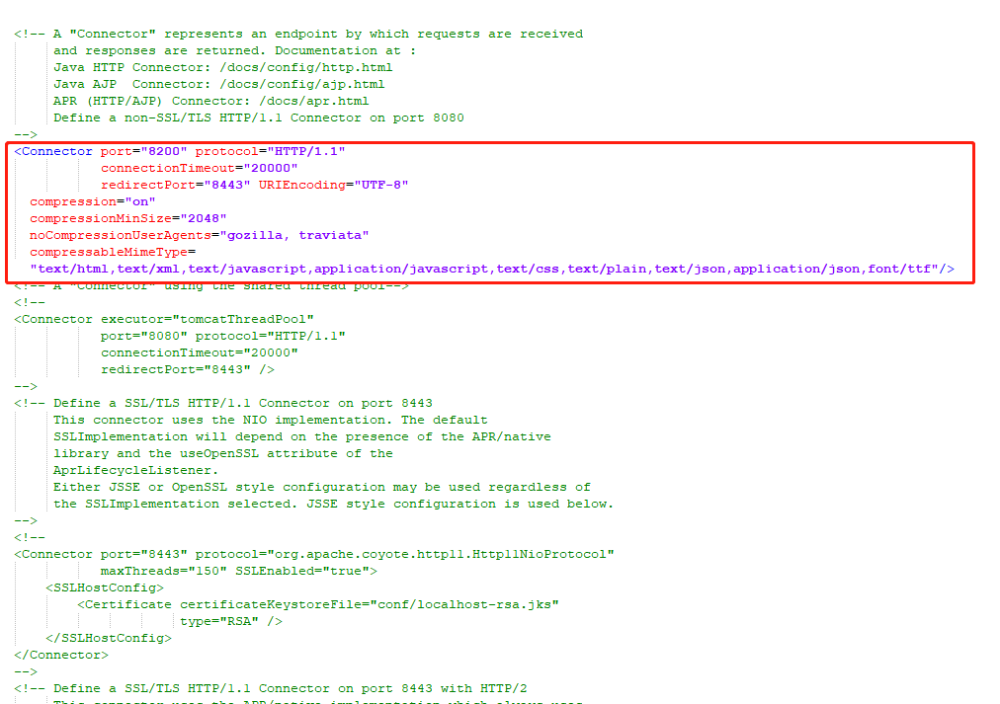 <!-- A "Connector" represents an endpoint by which requests are received
and responses are returned. Documentation at :
Java HTTP Connector: /docs/config/http.html
Java AJP  Connector: /docs/config/ajp.html
APR (HTTP/AJP) Connector: /docs/apr.html
Define a non-SSL/TLS HTTP/1.1 Connector on port 8080
-->
<Connector port="8200" protocol="HTTP/1.1"
connectionTimeout="20000"
redirectPort="8443" URIEncoding="UTF-8"
compression="on"
compressionMinSize="2048"
noCompressionUserAgents="gozilla, traviata"
compressableMimeType=
"text/html,text/xml,text/javascript,application/javascript,text/css,text/plain,text/json,application/json,font/ttf"/>
<!-- A "Connector" using the shared thread pool-->
<!--
<Connector executor="tomcatThreadPool"
port="8080" protocol="HTTP/1.1"
connectionTimeout="20000"
redirectPort="8443" />
-->
<!-- Define a SSL/TLS HTTP/1.1 Connector on port 8443
This connector uses the NIO implementation. The default
SSLImplementation will depend on the presence of the APR/native
library and the useOpenSSL attribute of the
AprLifecycleListener.
Either JSSE or OpenSSL style configuration may be used regardless of
the SSLImplementation selected. JSSE style configuration is used below.
-->
<!--
<Connector port="8443" protocol="org.apache.coyote.http11.Http11NioProtocol"
maxThreads="150" SSLEnabled="true">
<SSLHostConfig>
<Certificate certificateKeystoreFile="conf/localhost-rsa.jks"
type="RSA" />
</SSLHostConfig>
</Connector>
-->
<!-- Define a SSL/TLS HTTP/1.1 Connector on port 8443 with HTTP/2
This connector uses the APR/native implementation which always uses